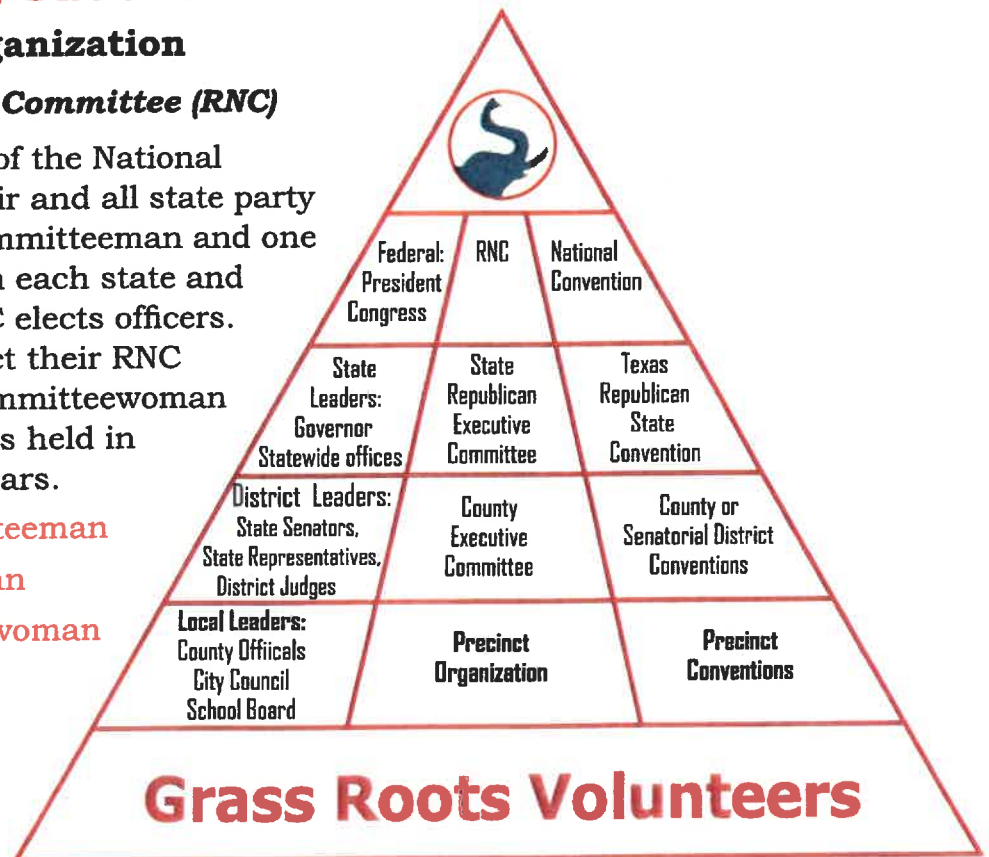 ganization
Committee (RNC)
of the National
ir and all state party
mmitteeman and one
each state and
elects officers.
ct their RNC
mmitteewoman
s held in
ars.
teeman
an
woman
Federal:
President
Congress
RNC
National
Convention
State
Leaders:
Governor
Statewide offices
State
Republican
Executive
Committee
Texas
Republican
State
Convention
District Leaders:
State Senators,
State Representatives,
District Judges
County
Executive
Committee
County or
Senatorial District
Conventions
Local Leaders:
County Offiicals
City Council
School Board
Precinct
Organization
Precinct
Conventions
Grass Roots Volunteers